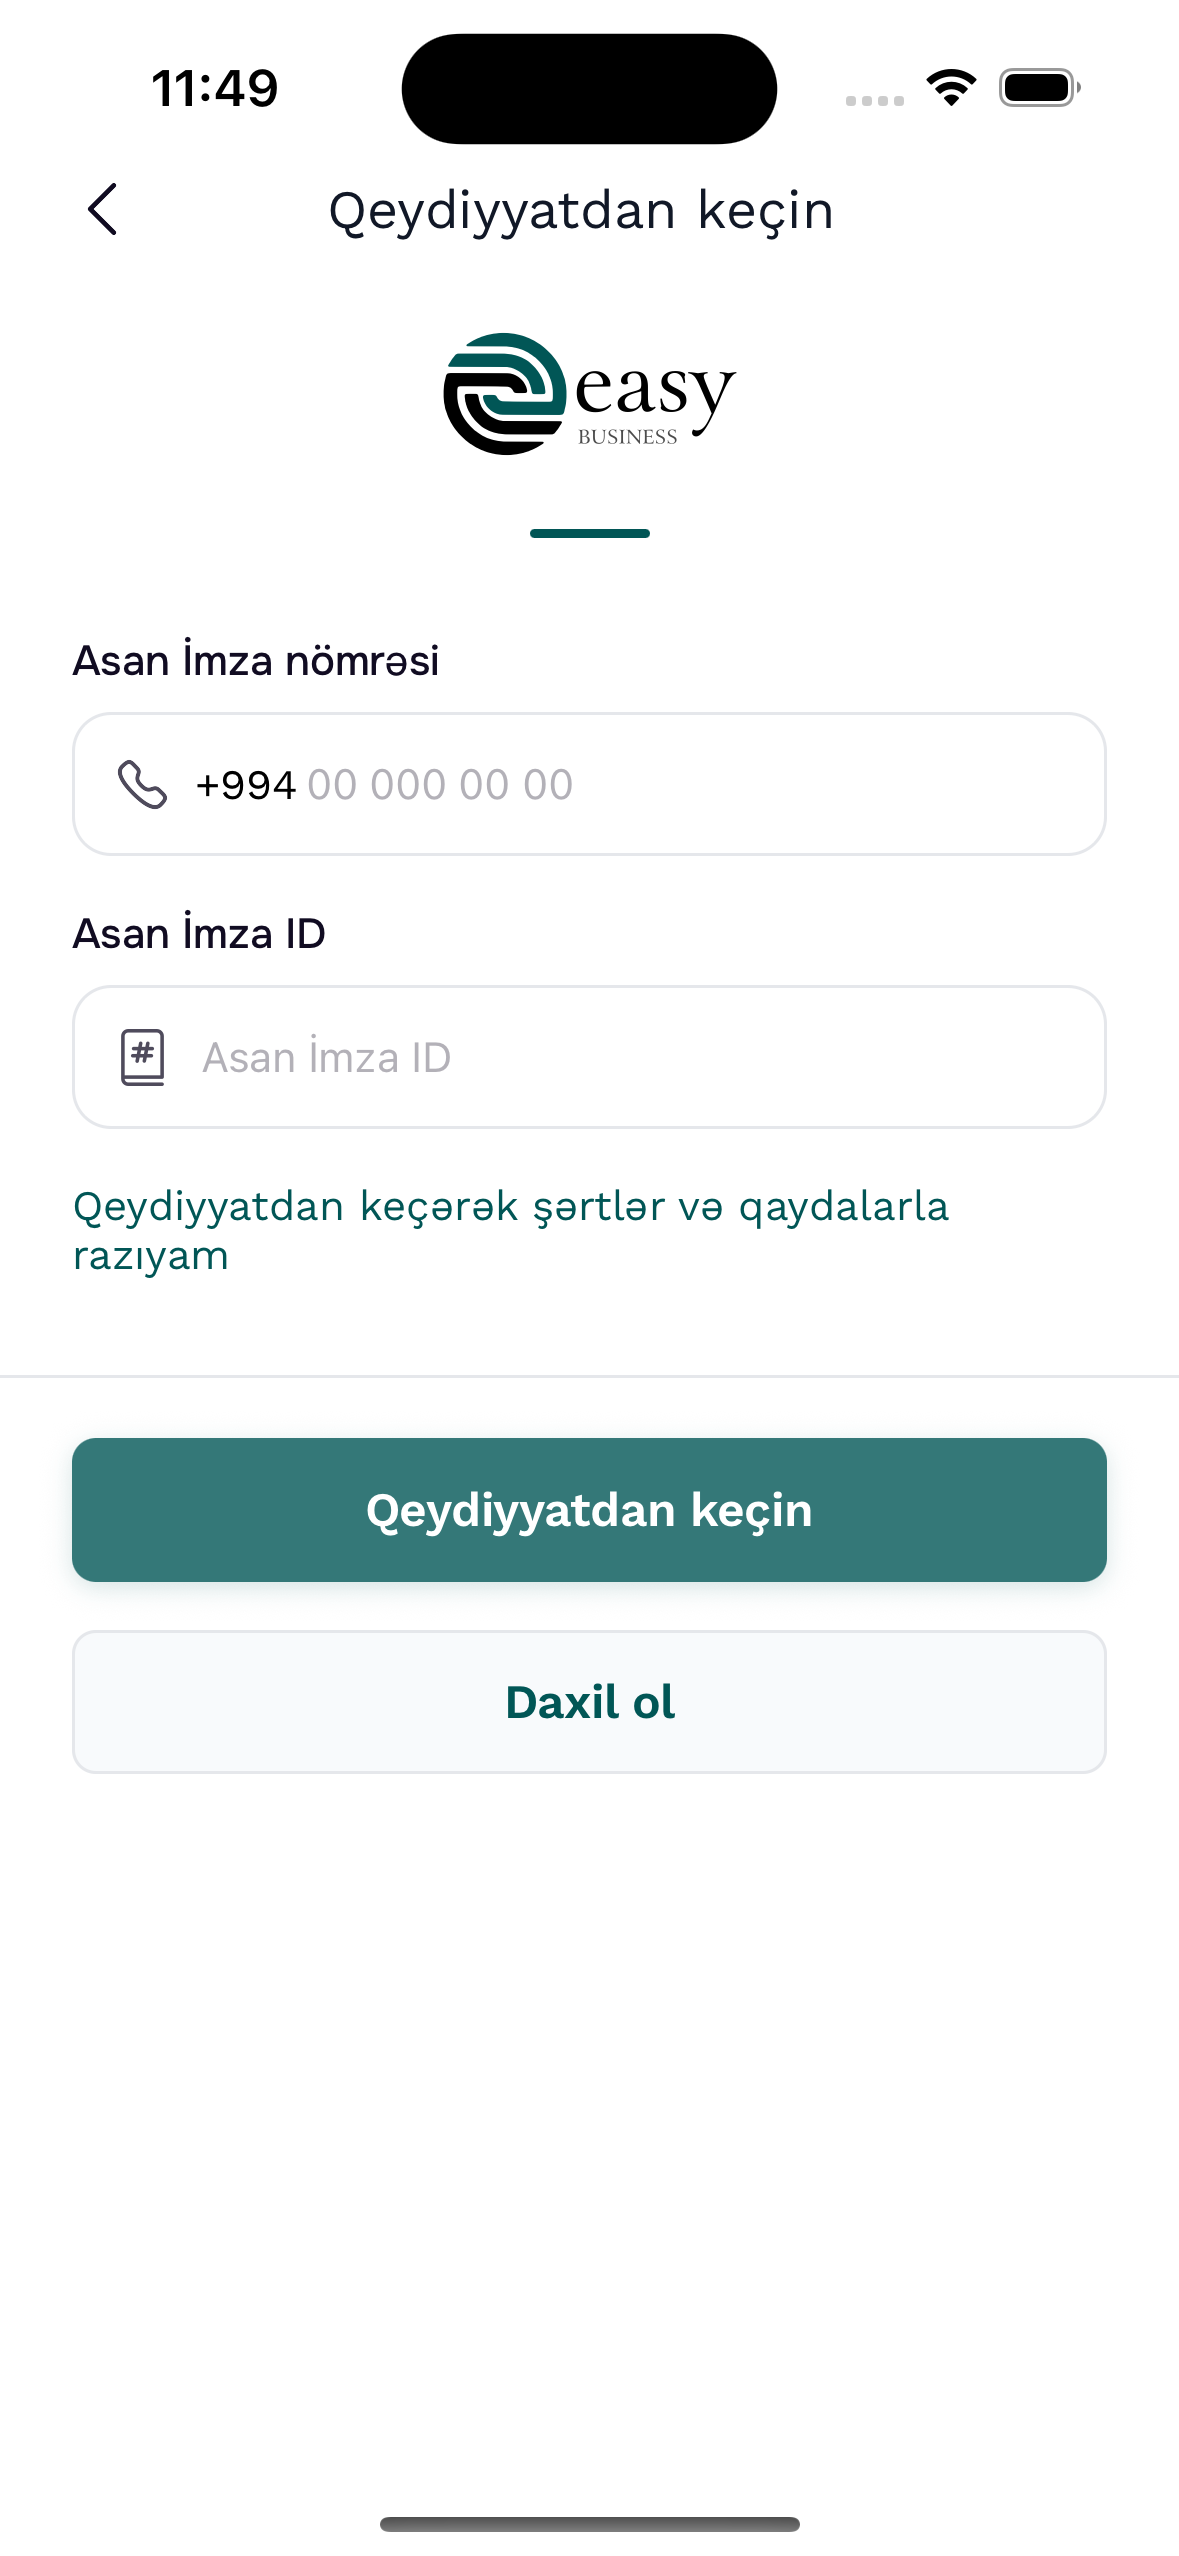 11:49
Qeydiyyatdan keçin
easy
BUSINESS
Asan İmza nömrəsi
+994 00 000 00 00
Asan İmza ID
# Asan İmza ID
Qeydiyyatdan keçərək şərtlər və qaydalarla
razıyam
Qeydiyyatdan keçin
Daxil ol